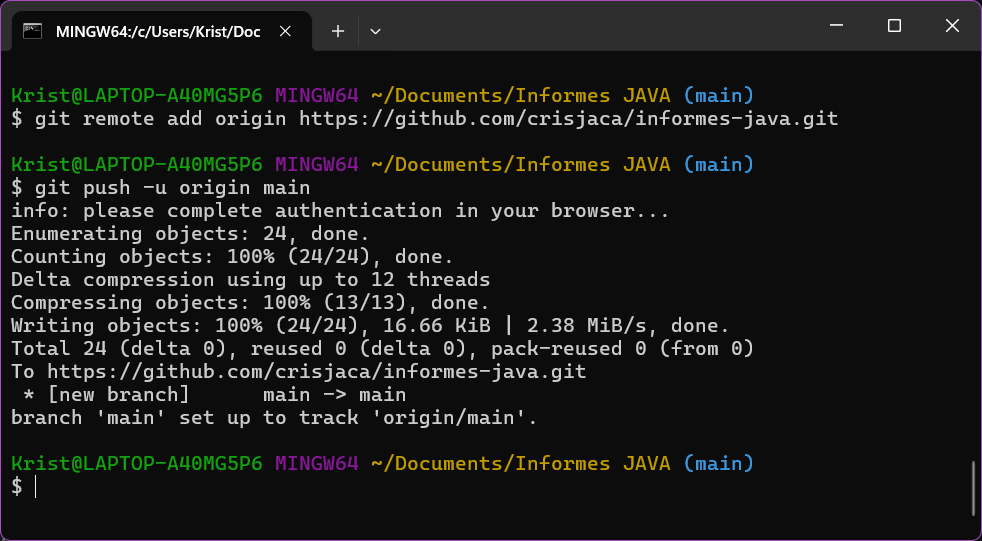 MINGW64:/c/Users/Krist/Doc
Krist@LAPTOP-A40MG5P6 MINGW64 ~/Documents/Informes JAVA (main)
$ git remote add origin https://github.com/crisjaca/informes-java.git
Krist@LAPTOP-A40MG5P6 MINGW64 ~/Documents/Informes JAVA (main)
$ git push -u origin main
info: please complete authentication in your browser...
Enumerating objects: 24, done.
Counting objects: 100% (24/24), done.
Delta compression using up to 12 threads
Compressing objects: 100% (13/13), done.
Writing objects: 100% (24/24), 16.66 KiB | 2.38 MiB/s, done.
Total 24 (delta 0), reused 0 (delta 0), pack-reused 0 (from 0)
To https://github.com/crisjaca/informes-java.git
 * [new branch]      main -> main
branch 'main' set up to track 'origin/main'.
Krist@LAPTOP-A40MG5P6 MINGW64 ~/Documents/Informes JAVA (main)
$